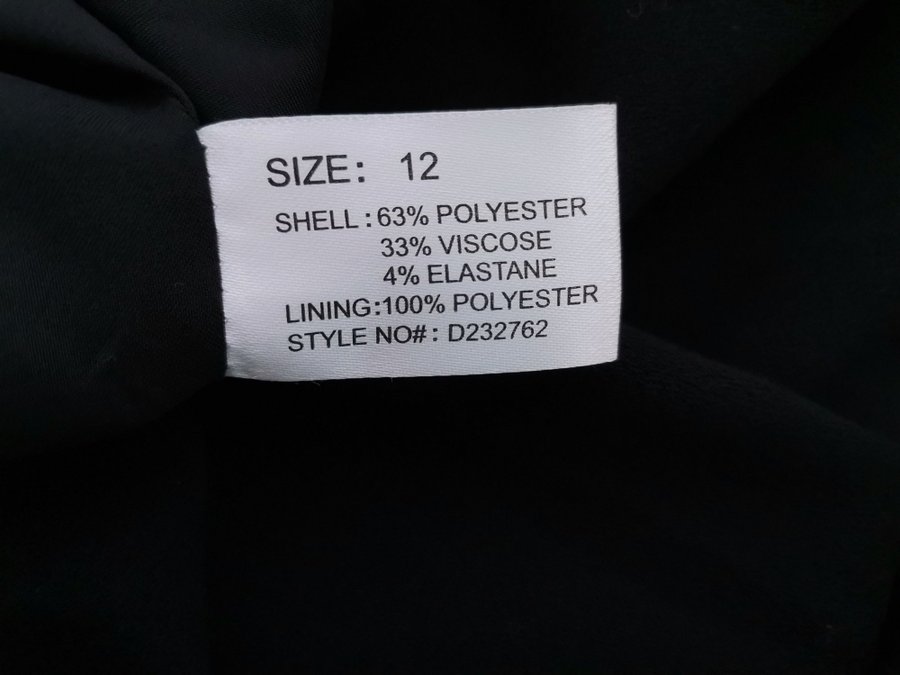 SIZE: 12
SHELL:63% POLYESTER
33% VISCOSE
4% ELASTANE
LINING:100% POLYESTER
STYLE NO#: D232762